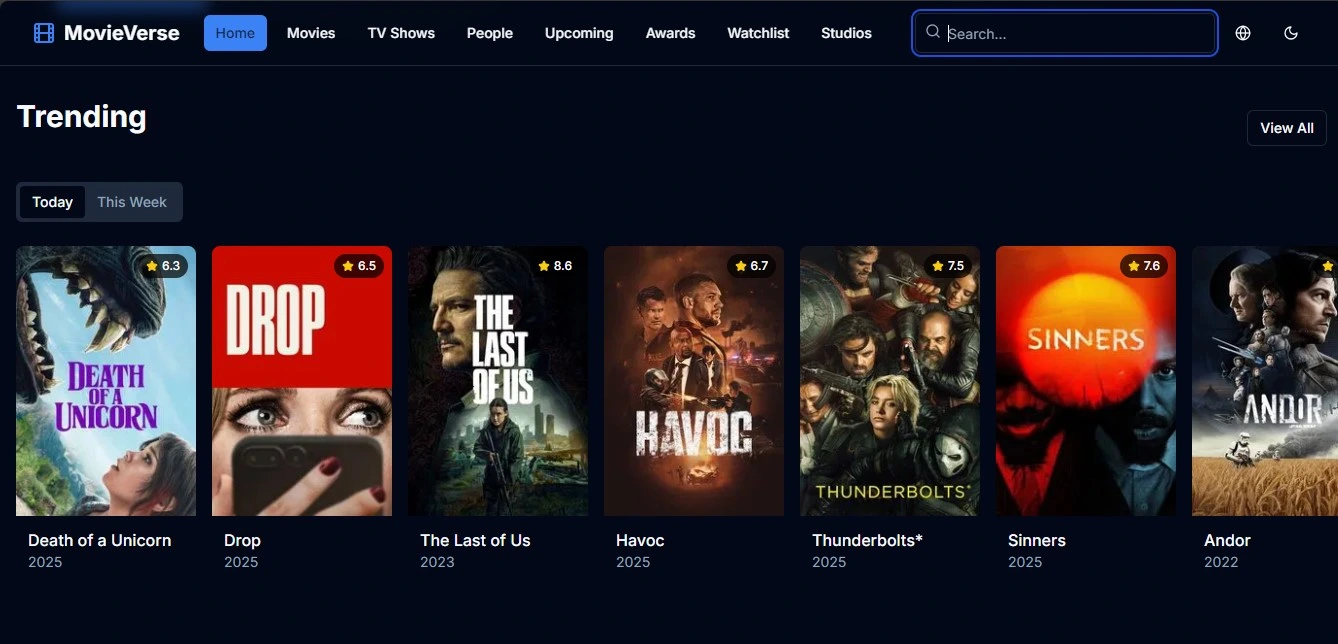 MovieVerse Home Movies TV Shows People Upcoming Awards Watchlist Studios Search...
Trending
View All
Today This Week
6.3 6.5 8.6 6.7 7.5 7.6
DEATH OF A UNICORN
DROP
THE LAST OF US
HAVOC
THUNDERBOLTS*
SINNERS
ANDOR
Death of a Unicorn Drop The Last of Us Havoc Thunderbolts* Sinners Andor
2025 2025 2023 2025 2025 2025 2022